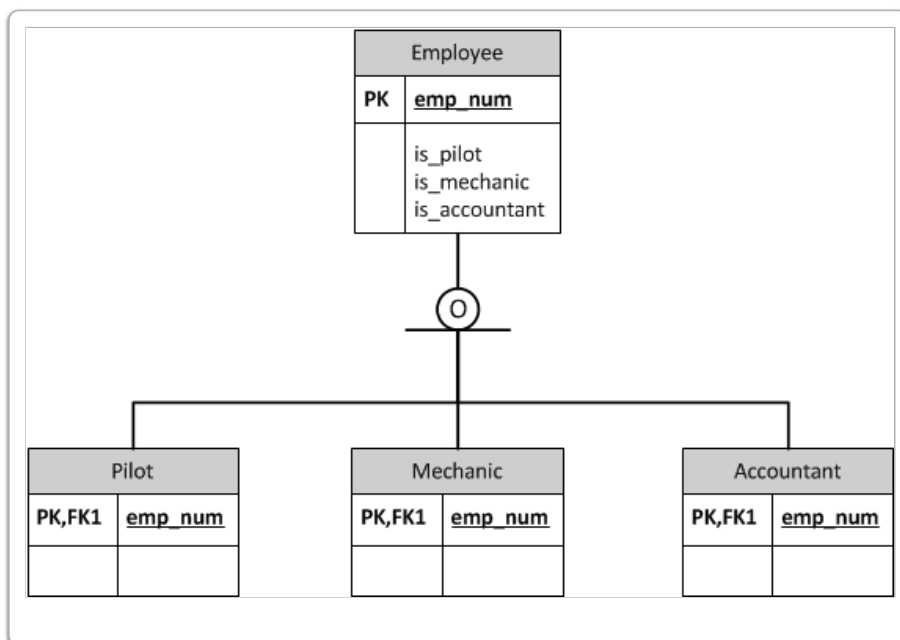 Employee
PK emp_num
is_pilot
is_mechanic
is_accountant
O
Pilot
PK,FK1 emp_num
Mechanic
PK,FK1 emp_num
Accountant
PK,FK1 emp_num